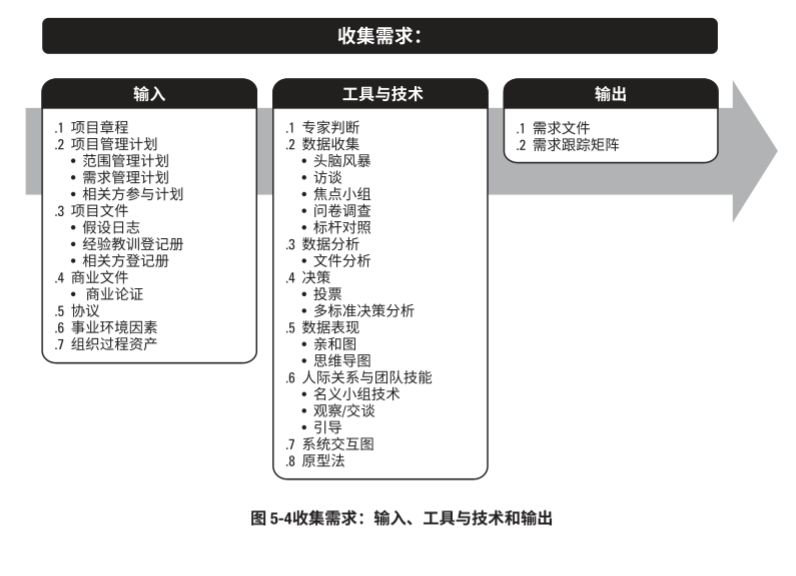 收集需求：
输入
.1 项目章程
.2 项目管理计划
• 范围管理计划
• 需求管理计划
• 相关方参与计划
.3 项目文件
• 假设日志
• 经验教训登记册
• 相关方登记册
.4 商业文件
• 商业论证
.5 协议
.6 事业环境因素
.7 组织过程资产
工具与技术
.1 专家判断
.2 数据收集
• 头脑风暴
• 访谈
• 焦点小组
• 问卷调查
• 标杆对照
.3 数据分析
• 文件分析
.4 决策
• 投票
• 多标准决策分析
.5 数据表现
• 亲和图
• 思维导图
.6 人际关系与团队技能
• 名义小组技术
• 观察/交谈
• 引导
.7 系统交互图
.8 原型法
输出
.1 需求文件
.2 需求跟踪矩阵
图 5-4收集需求：输入、工具与技术和输出